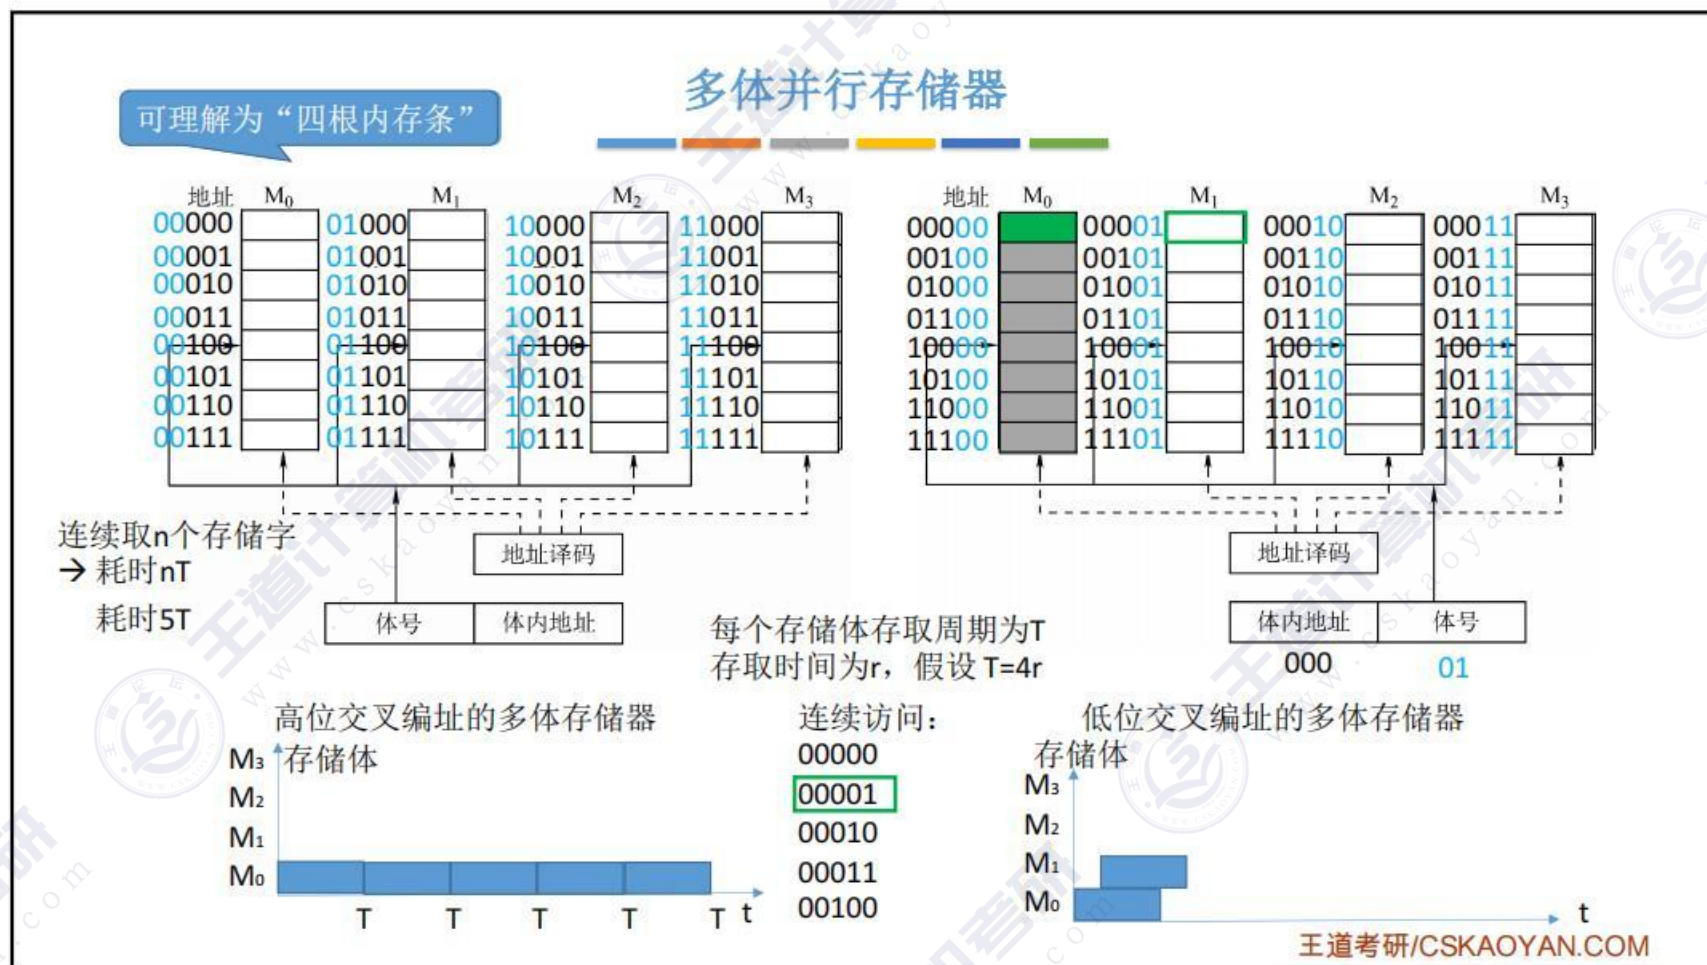 多体并行存储器
可理解为“四根内存条”
地址 M₀ M₁ M₂ M₃
00000 01000 10000 11000
00001 01001 10001 11001
00010 01010 10010 11010
00011 01011 10011 11011
00100 01100 10100 11100
00101 01101 10101 11101
00110 01110 10110 11110
00111 01111 10111 11111
地址译码
体号 体内地址
连续取n个存储字
→ 耗时nT
耗时5T
高位交叉编址的多体存储器
地址 M₀ M₁ M₂ M₃
00000 00001 00010 00011
00100 00101 00110 00111
01000 01001 01010 01011
01100 01101 01110 01111
10000 10001 10010 10011
10100 10101 10110 10111
11000 11001 11010 11011
11100 11101 11110 11111
地址译码
体内地址 体号
000 01
每个存储体存取周期为T
存取时间为r，假设 T=4r
低位交叉编址的多体存储器
存储体
M₃
M₂
M₁
M₀
T T T T T t
连续访问：
00000
00001
00010
00011
00100
存储体
M₃
M₂
M₁
M₀
t
王道考研/CSKAOYAN.COM
王道计算机考研
www.cskaoyan.com